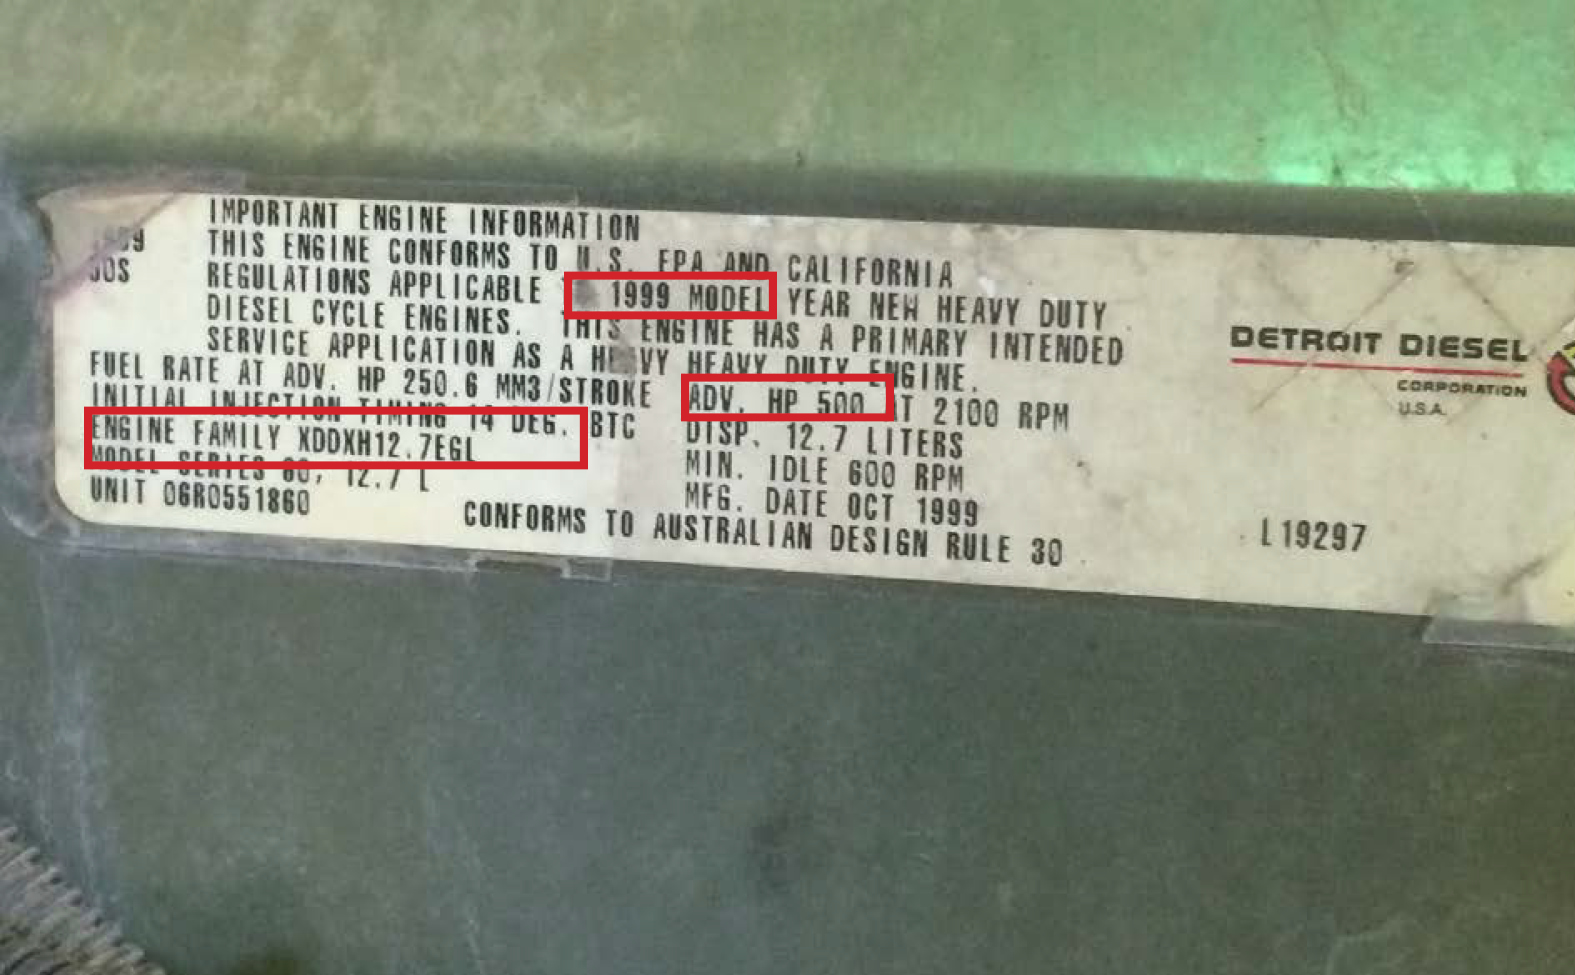 IMPORTANT ENGINE INFORMATION
THIS ENGINE CONFORMS TO U.S. EPA AND CALIFORNIA
REGULATIONS APPLICABLE 1999 MODEL YEAR NEW HEAVY DUTY
DIESEL CYCLE ENGINES. THIS ENGINE HAS A PRIMARY INTENDED
SERVICE APPLICATION AS A HEAVY HEAVY DUTY ENGINE.
FUEL RATE AT ADV. HP 250.6 MM3/STROKE ADV. HP 500 AT 2100 RPM
INITIAL INJECTION TIMING 14 DEG. BTC DISP. 12.7 LITERS
ENGINE FAMILY XDDXH12.7EGL MIN. IDLE 600 RPM
MODEL SERIES 60, 12.7 L MFG. DATE OCT 1999
UNIT 06R0551860 CONFORMS TO AUSTRALIAN DESIGN RULE 30
DETROIT DIESEL
CORPORATION
U.S.A.
L19297